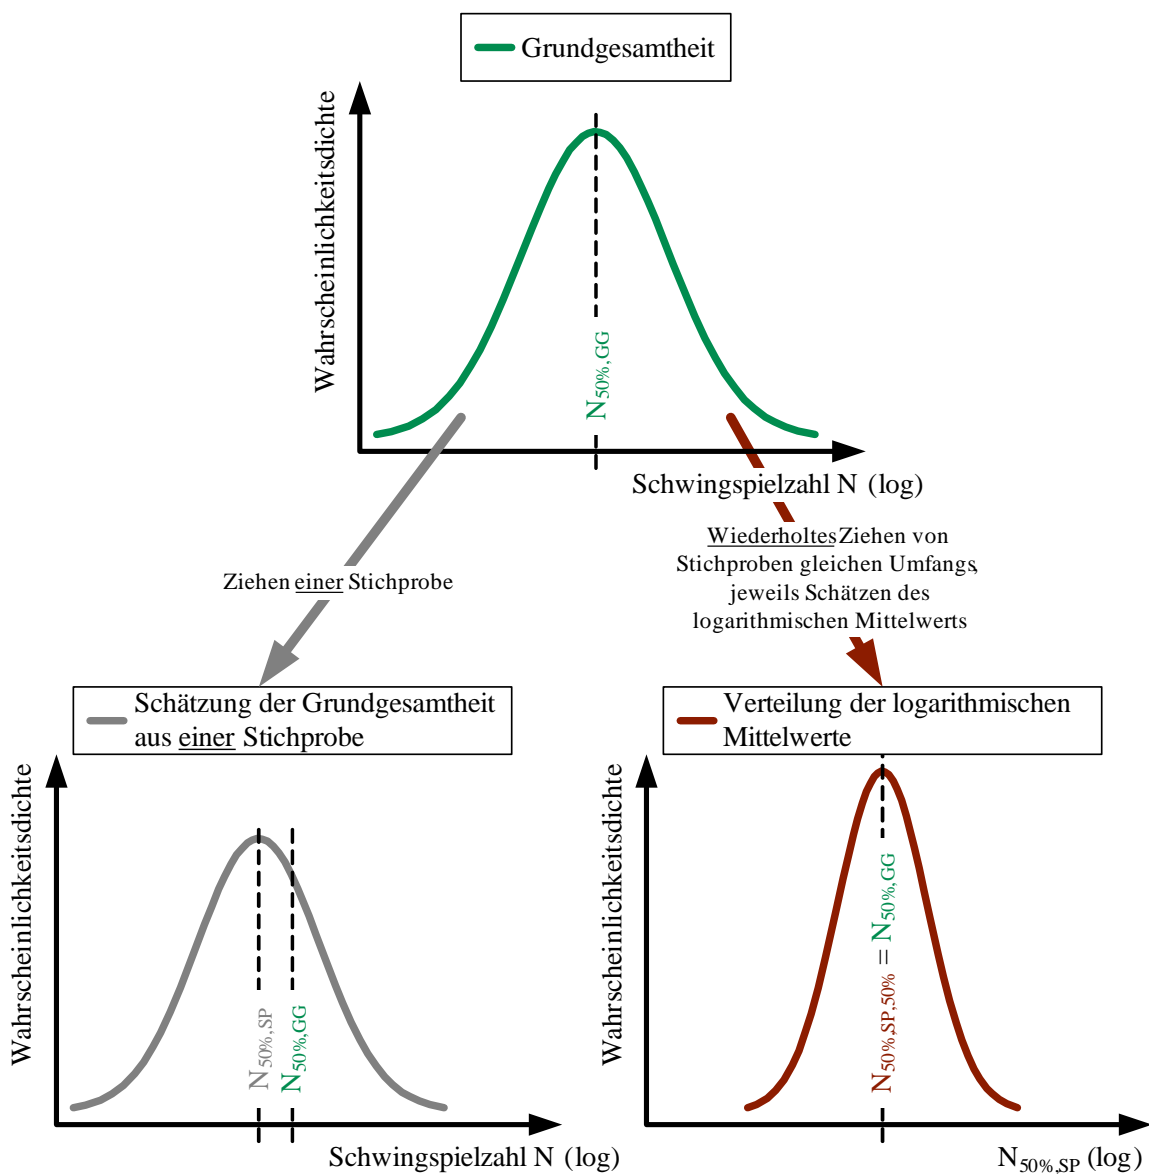 Grundgesamtheit
Wahrscheinlichkeitsdichte
N50%,GG
Schwingspielzahl N (log)
Ziehen einer Stichprobe
Wiederholtes Ziehen von
Stichproben gleichen Umfangs,
jeweils Schätzen des
logarithmischen Mittelwerts
Schätzung der Grundgesamtheit
aus einer Stichprobe
Wahrscheinlichkeitsdichte
N50%,SP
N50%,GG
Schwingspielzahl N (log)
Verteilung der logarithmischen
Mittelwerte
Wahrscheinlichkeitsdichte
N50%,SP,50% = N50%,GG
N50%,SP (log)